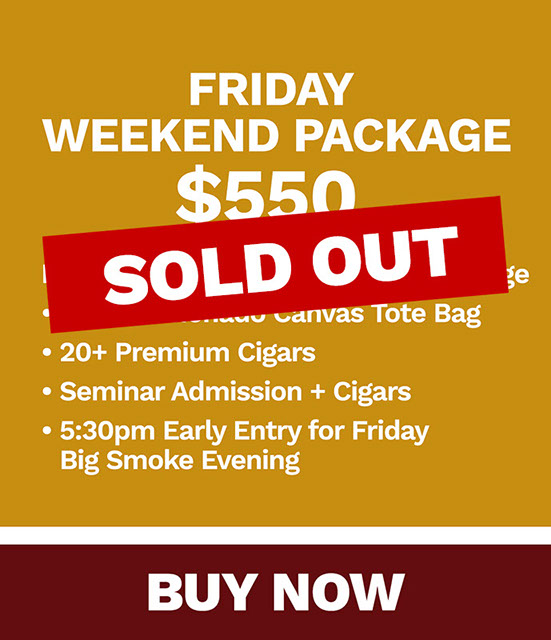 FRIDAY
WEEKEND PACKAGE
$550
SOLD OUT
• Canvas Tote Bag
• 20+ Premium Cigars
• Seminar Admission + Cigars
• 5:30pm Early Entry for Friday
Big Smoke Evening
BUY NOW